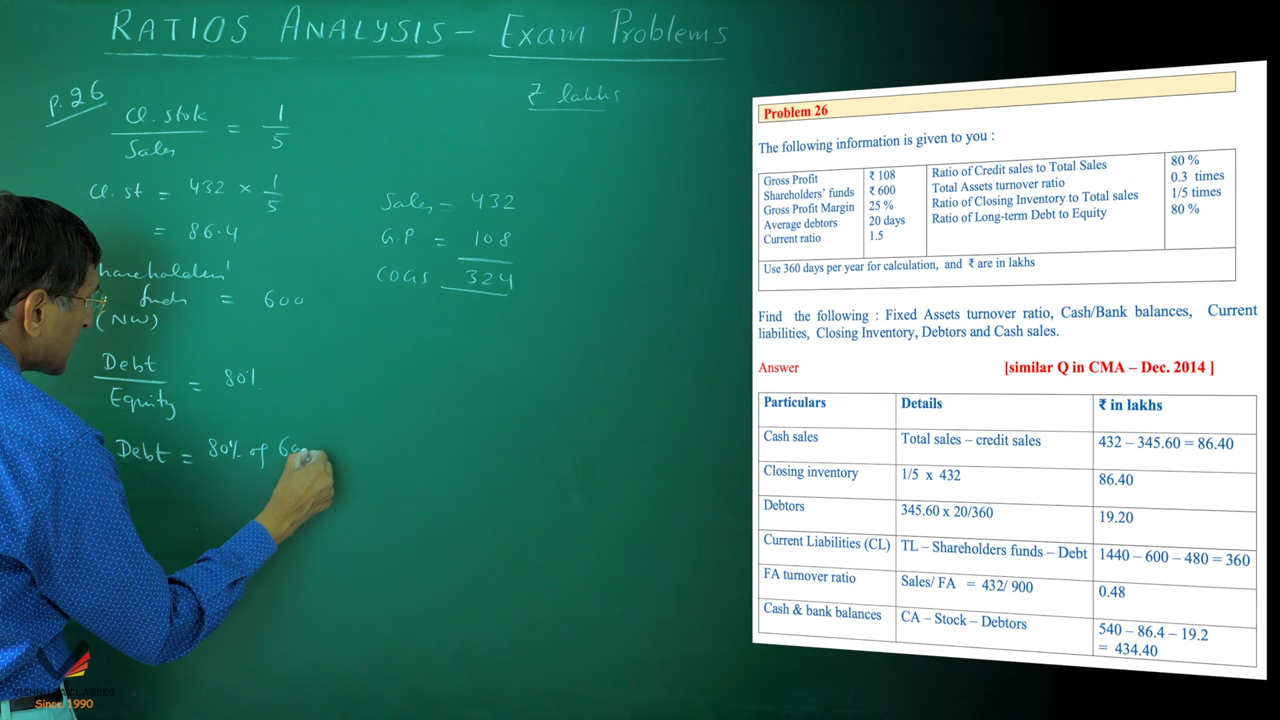 RATIOS ANALYSIS - Exam Problems
₹ lakhs
P.26
Cl. stok
Sales
= 1
5
Cl. st = 432 × 1
5
= 86.4
Shareholders'
funds = 600
(NW)
Debt
Equity
= 80%
Debt = 80% of 600
Sales = 432
G.P = 108
COGS 324
Since 1990
Problem 26
The following information is given to you :
Gross Profit ₹ 108 Ratio of Credit sales to Total Sales 80 %
Shareholders' funds ₹ 600 Total Assets turnover ratio 0.3 times
Gross Profit Margin 25 % Ratio of Closing Inventory to Total sales 1/5 times
Average debtors 20 days Ratio of Long-term Debt to Equity 80 %
Current ratio 1.5
Use 360 days per year for calculation, and ₹ are in lakhs
Find the following : Fixed Assets turnover ratio, Cash/Bank balances, Current
liabilities, Closing Inventory, Debtors and Cash sales.
Answer [similar Q in CMA – Dec. 2014 ]
Particulars Details ₹ in lakhs
Cash sales Total sales – credit sales 432 – 345.60 = 86.40
Closing inventory 1/5 x 432 86.40
Debtors 345.60 x 20/360 19.20
Current Liabilities (CL) TL – Shareholders funds – Debt 1440 – 600 – 480 = 360
FA turnover ratio Sales/ FA = 432/ 900 0.48
Cash & bank balances CA – Stock – Debtors 540 – 86.4 – 19.2
= 434.40